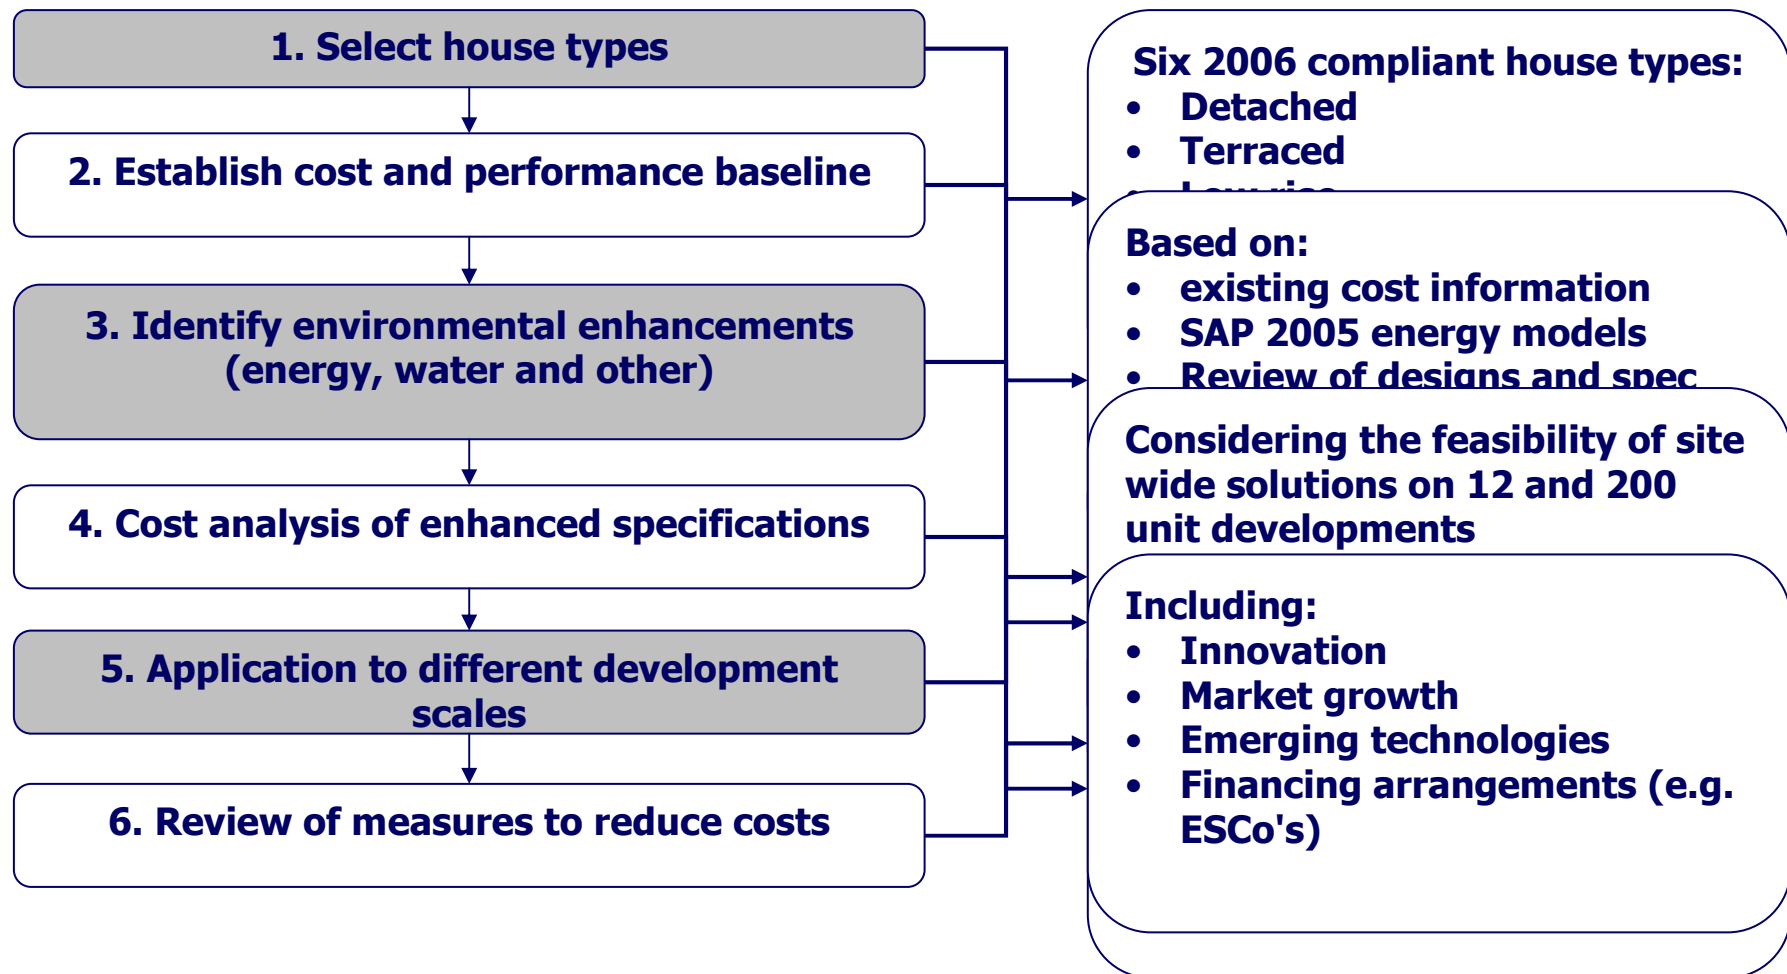 1. Select house types
2. Establish cost and performance baseline
3. Identify environmental enhancements
(energy, water and other)
4. Cost analysis of enhanced specifications
5. Application to different development
scales
6. Review of measures to reduce costs
Six 2006 compliant house types:
• Detached
• Terraced
• Low rise
Based on:
• existing cost information
• SAP 2005 energy models
• Review of designs and spec
Considering the feasibility of site
wide solutions on 12 and 200
unit developments
Including:
• Innovation
• Market growth
• Emerging technologies
• Financing arrangements (e.g.
ESCo's)